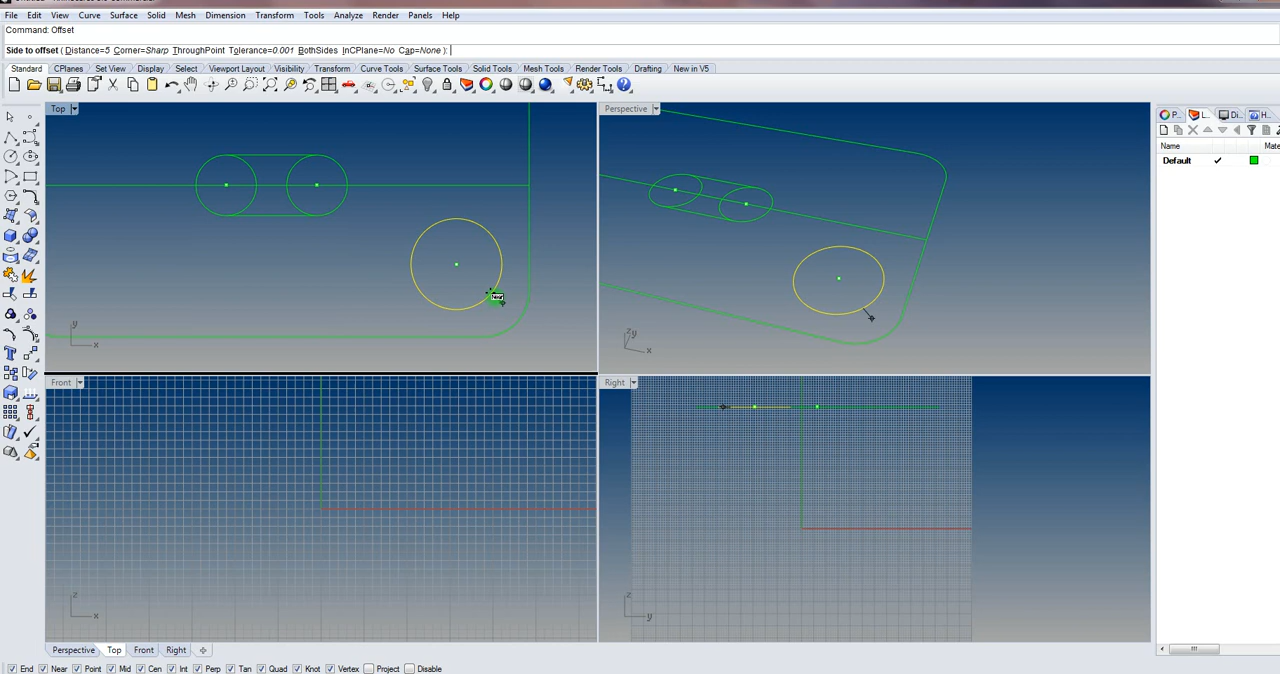 File Edit View Curve Surface Solid Mesh Dimension Transform Tools Analyze Render Panels Help
Command: Offset
Side to offset ( Distance=5 Corner=Sharp ThroughPoint Tolerance=0.001 BothSides InCPlane=No Cap=None ):
Standard CPlanes Set View Display Select Viewport Layout Visibility Transform Curve Tools Surface Tools Solid Tools Mesh Tools Render Tools Drafting New in V5
Top
Perspective
P... L... Di... H...
Name Mate
Default
Near
y
x
z y
x
Front
Right
z
x
z
y
Perspective Top Front Right
End Near Point Mid Cen Int Perp Tan Quad Knot Vertex Project Disable